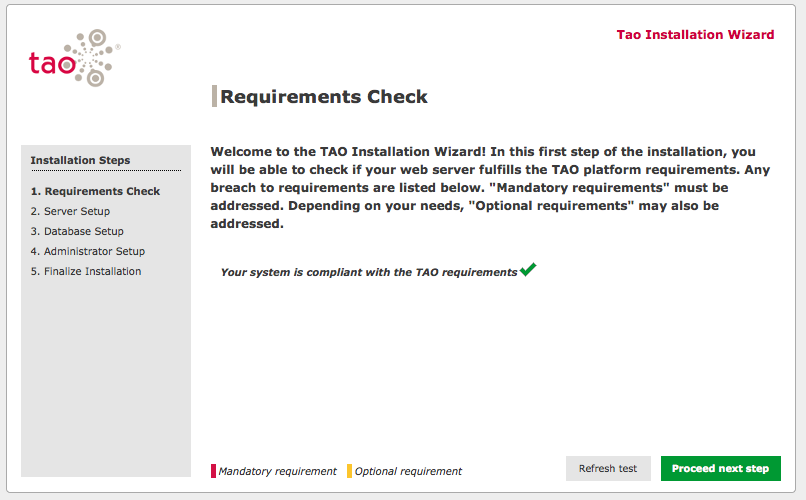 tao®
Tao Installation Wizard
Requirements Check
Installation Steps
1. Requirements Check
2. Server Setup
3. Database Setup
4. Administrator Setup
5. Finalize Installation
Welcome to the TAO Installation Wizard! In this first step of the installation, you
will be able to check if your web server fulfills the TAO platform requirements. Any
breach to requirements are listed below. "Mandatory requirements" must be
addressed. Depending on your needs, "Optional requirements" may also be
addressed.
Your system is compliant with the TAO requirements
Mandatory requirement Optional requirement
Refresh test Proceed next step